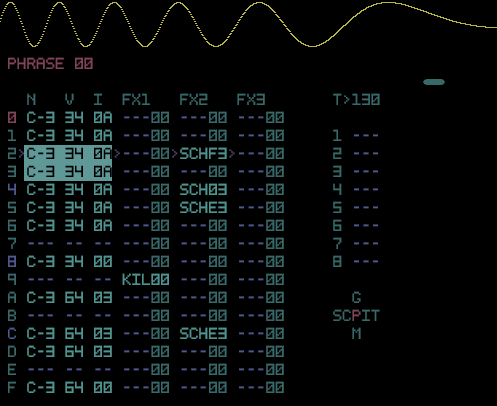 PHRASE 00
N V I FX1 FX2 FX3 T>130
0 C-3 34 0A ---00 ---00 ---00
1 C-3 34 0A ---00 ---00 ---00 1 ---
2>C-3 34 0A>---00>SCHF3>---00 2 ---
3 C-3 34 0A ---00 ---00 ---00 3 ---
4 C-3 34 0A ---00 SCH03 ---00 4 ---
5 C-3 34 0A ---00 SCHE3 ---00 5 ---
6 C-3 34 0A ---00 ---00 ---00 6 ---
7 --- -- -- ---00 ---00 ---00 7 ---
8 C-3 34 00 ---00 ---00 ---00 8 ---
9 --- -- -- KIL00 ---00 ---00
A C-3 64 03 ---00 ---00 ---00 G
B --- -- -- ---00 ---00 ---00 SCPIT
C C-3 64 03 ---00 SCHE3 ---00 M
D C-3 64 03 ---00 ---00 ---00
E --- -- -- ---00 ---00 ---00
F C-3 64 00 ---00 ---00 ---00